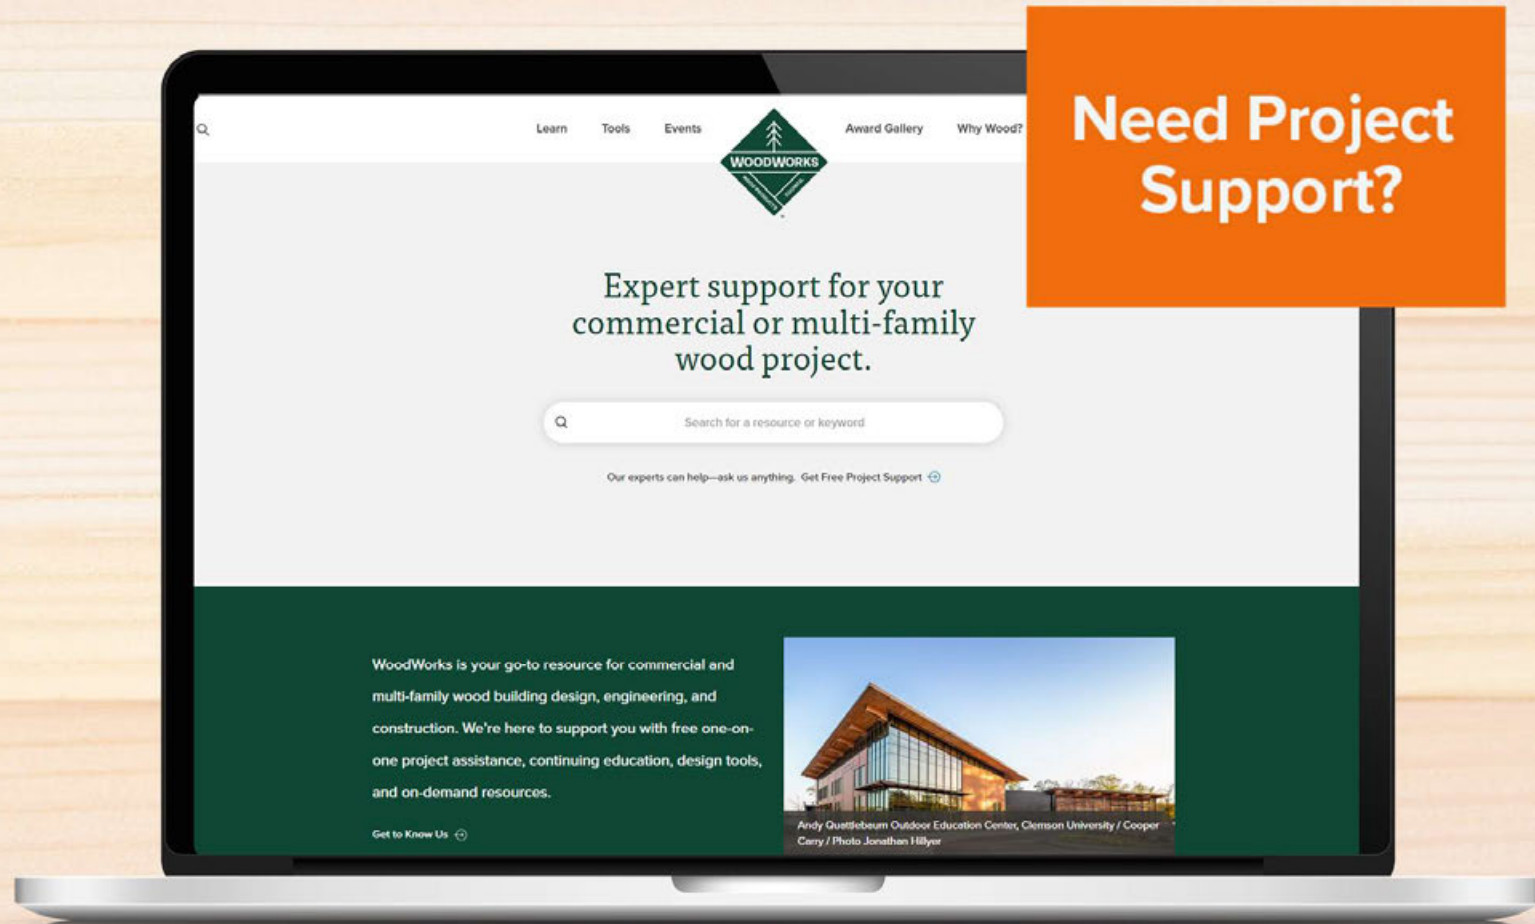 Need Project
Support?
Learn
Tools
Events
WOODWORKS
WOOD PRODUCTS
COUNCIL
Award Gallery
Why Wood?
Expert support for your
commercial or multi-family
wood project.
Search for a resource or keyword
Our experts can help—ask us anything. Get Free Project Support
WoodWorks is your go-to resource for commercial and
multi-family wood building design, engineering, and
construction. We're here to support you with free one-on-
one project assistance, continuing education, design tools,
and on-demand resources.
Get to Know Us
Andy Quattlebaum Outdoor Education Center, Clemson University / Cooper
Carry / Photo Jonathan Hillyer